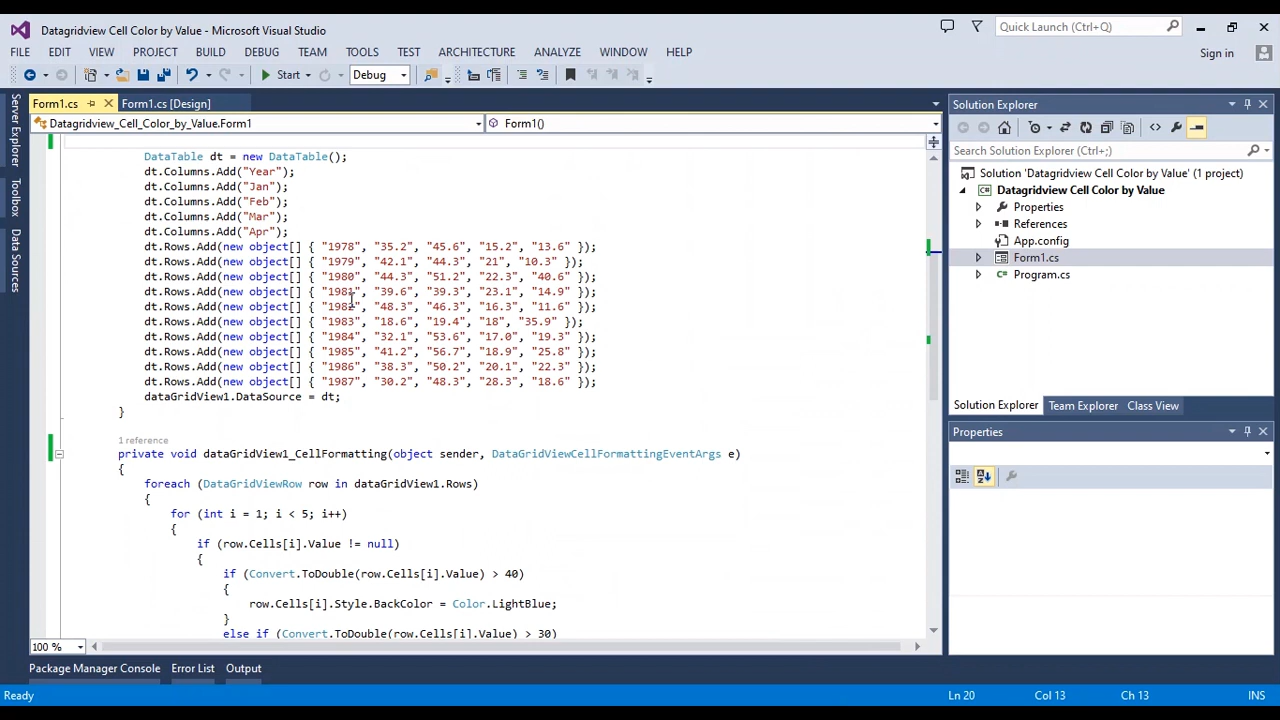 Datagridview Cell Color by Value - Microsoft Visual Studio
Quick Launch (Ctrl+Q)
FILE EDIT VIEW PROJECT BUILD DEBUG TEAM TOOLS TEST ARCHITECTURE ANALYZE WINDOW HELP
Sign in
Start Debug
Server Explorer
Toolbox
Data Sources
Form1.cs Form1.cs [Design]
Datagridview_Cell_Color_by_Value.Form1 Form1()
DataTable dt = new DataTable();
dt.Columns.Add("Year");
dt.Columns.Add("Jan");
dt.Columns.Add("Feb");
dt.Columns.Add("Mar");
dt.Columns.Add("Apr");
dt.Rows.Add(new object[] { "1978", "35.2", "45.6", "15.2", "13.6" });
dt.Rows.Add(new object[] { "1979", "42.1", "44.3", "21", "10.3" });
dt.Rows.Add(new object[] { "1980", "44.3", "51.2", "22.3", "40.6" });
dt.Rows.Add(new object[] { "1981", "39.6", "39.3", "23.1", "14.9" });
dt.Rows.Add(new object[] { "1982", "48.3", "46.3", "16.3", "11.6" });
dt.Rows.Add(new object[] { "1983", "18.6", "19.4", "18", "35.9" });
dt.Rows.Add(new object[] { "1984", "32.1", "53.6", "17.0", "19.3" });
dt.Rows.Add(new object[] { "1985", "41.2", "56.7", "18.9", "25.8" });
dt.Rows.Add(new object[] { "1986", "38.3", "50.2", "20.1", "22.3" });
dt.Rows.Add(new object[] { "1987", "30.2", "48.3", "28.3", "18.6" });
dataGridView1.DataSource = dt;
}
1 reference
private void dataGridView1_CellFormatting(object sender, DataGridViewCellFormattingEventArgs e)
{
foreach (DataGridViewRow row in dataGridView1.Rows)
{
for (int i = 1; i < 5; i++)
{
if (row.Cells[i].Value != null)
{
if (Convert.ToDouble(row.Cells[i].Value) > 40)
{
row.Cells[i].Style.BackColor = Color.LightBlue;
}
else if (Convert.ToDouble(row.Cells[i].Value) > 30)
100 %
Solution Explorer
Search Solution Explorer (Ctrl+;)
Solution 'Datagridview Cell Color by Value' (1 project)
Datagridview Cell Color by Value
Properties
References
App.config
Form1.cs
Program.cs
Solution Explorer Team Explorer Class View
Properties
Package Manager Console Error List Output
Ready Ln 20 Col 13 Ch 13 INS